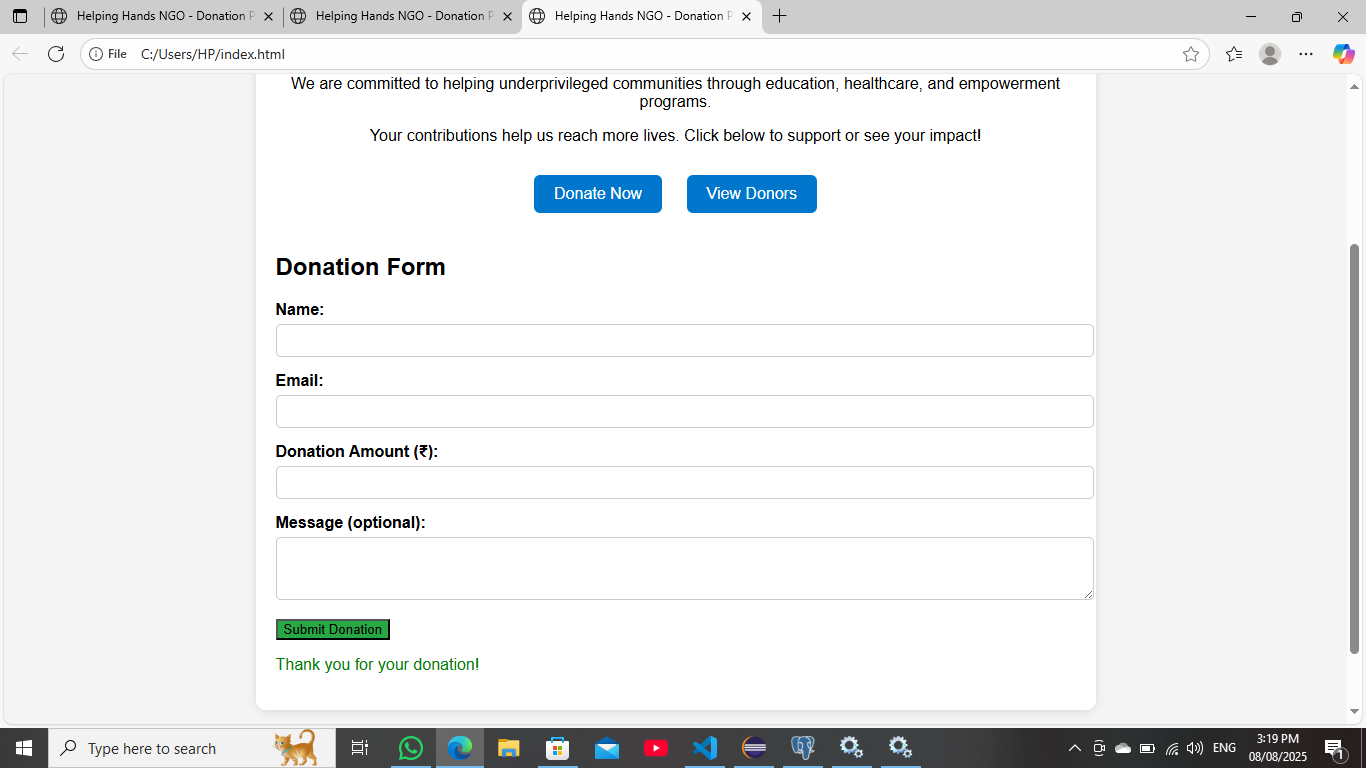 Helping Hands NGO - Donation P
Helping Hands NGO - Donation P
Helping Hands NGO - Donation P
File C:/Users/HP/index.html
We are committed to helping underprivileged communities through education, healthcare, and empowerment
programs.
Your contributions help us reach more lives. Click below to support or see your impact!
Donate Now View Donors
Donation Form
Name:
Email:
Donation Amount (₹):
Message (optional):
Submit Donation
Thank you for your donation!
Type here to search
ENG
3:19 PM
08/08/2025
1